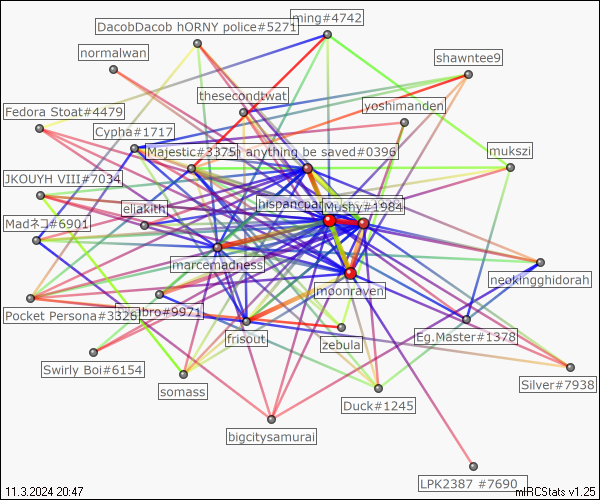 ming#4742
DacobDacob hORNY police#5271
normalwan
shawntee9
thesecondtwat
yoshimanden
Fedora Stoat#4479
Cypha#1717
Majestic#3375
anything be saved#0396
mukszi
JKOUYH VIII#7034
eliakith
hispancpa
Mushy#1984
Madネコ#6901
marcemadness
neokingghidorah
moonraven
Pocket Persona#3326
bro#9971
frisout
zebula
Eg.Master#1378
Swirly Boi#6154
somass
Silver#7938
Duck#1245
bigcitysamurai
LPK2387 #7690
11.3.2024 20:47
mIRCStats v1.25